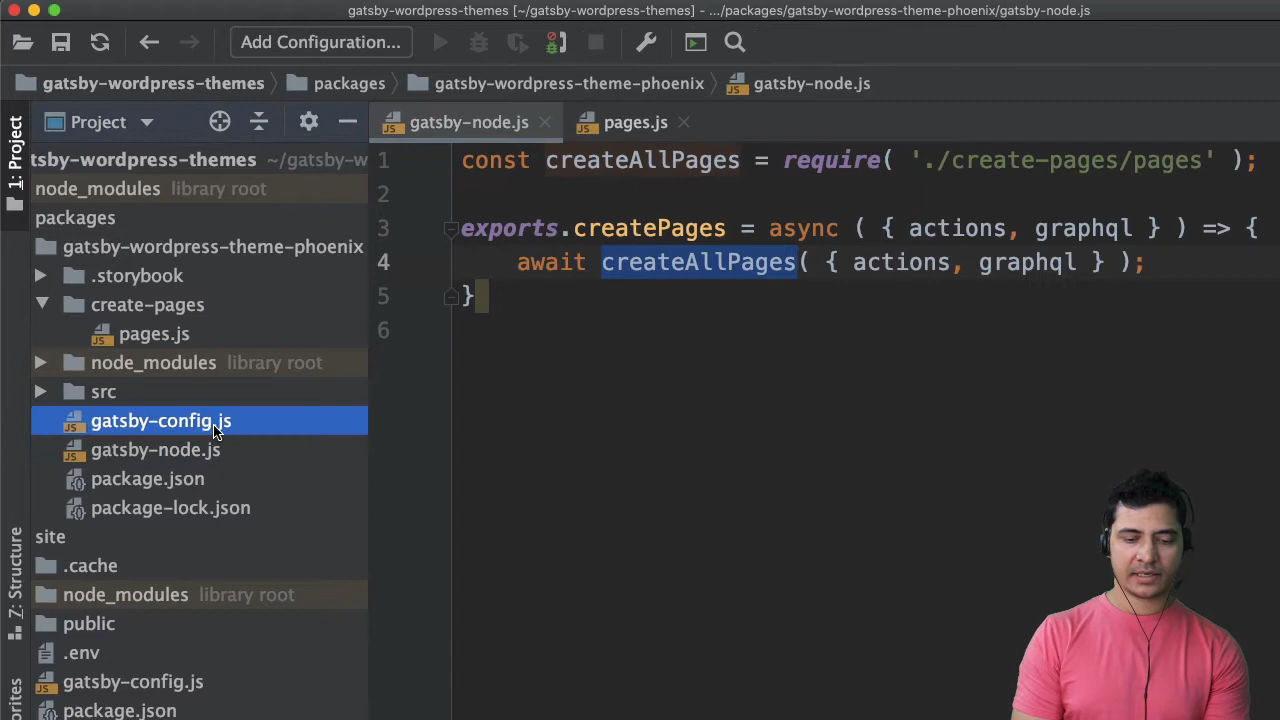 gatsby-wordpress-themes [~/gatsby-wordpress-themes] - .../packages/gatsby-wordpress-theme-phoenix/gatsby-node.js
Add Configuration...
gatsby-wordpress-themes packages gatsby-wordpress-theme-phoenix gatsby-node.js
1: Project
Project
gatsby-node.js
pages.js
tsby-wordpress-themes ~/gatsby-w
node_modules library root
packages
gatsby-wordpress-theme-phoenix
.storybook
create-pages
pages.js
node_modules library root
src
gatsby-config.js
gatsby-node.js
package.json
package-lock.json
site
.cache
node_modules library root
public
.env
gatsby-config.js
package.json
Z: Structure
orites
1 const createAllPages = require( './create-pages/pages' );
2
3 exports.createPages = async ( { actions, graphql } ) => {
4 await createAllPages( { actions, graphql } );
5 }
6